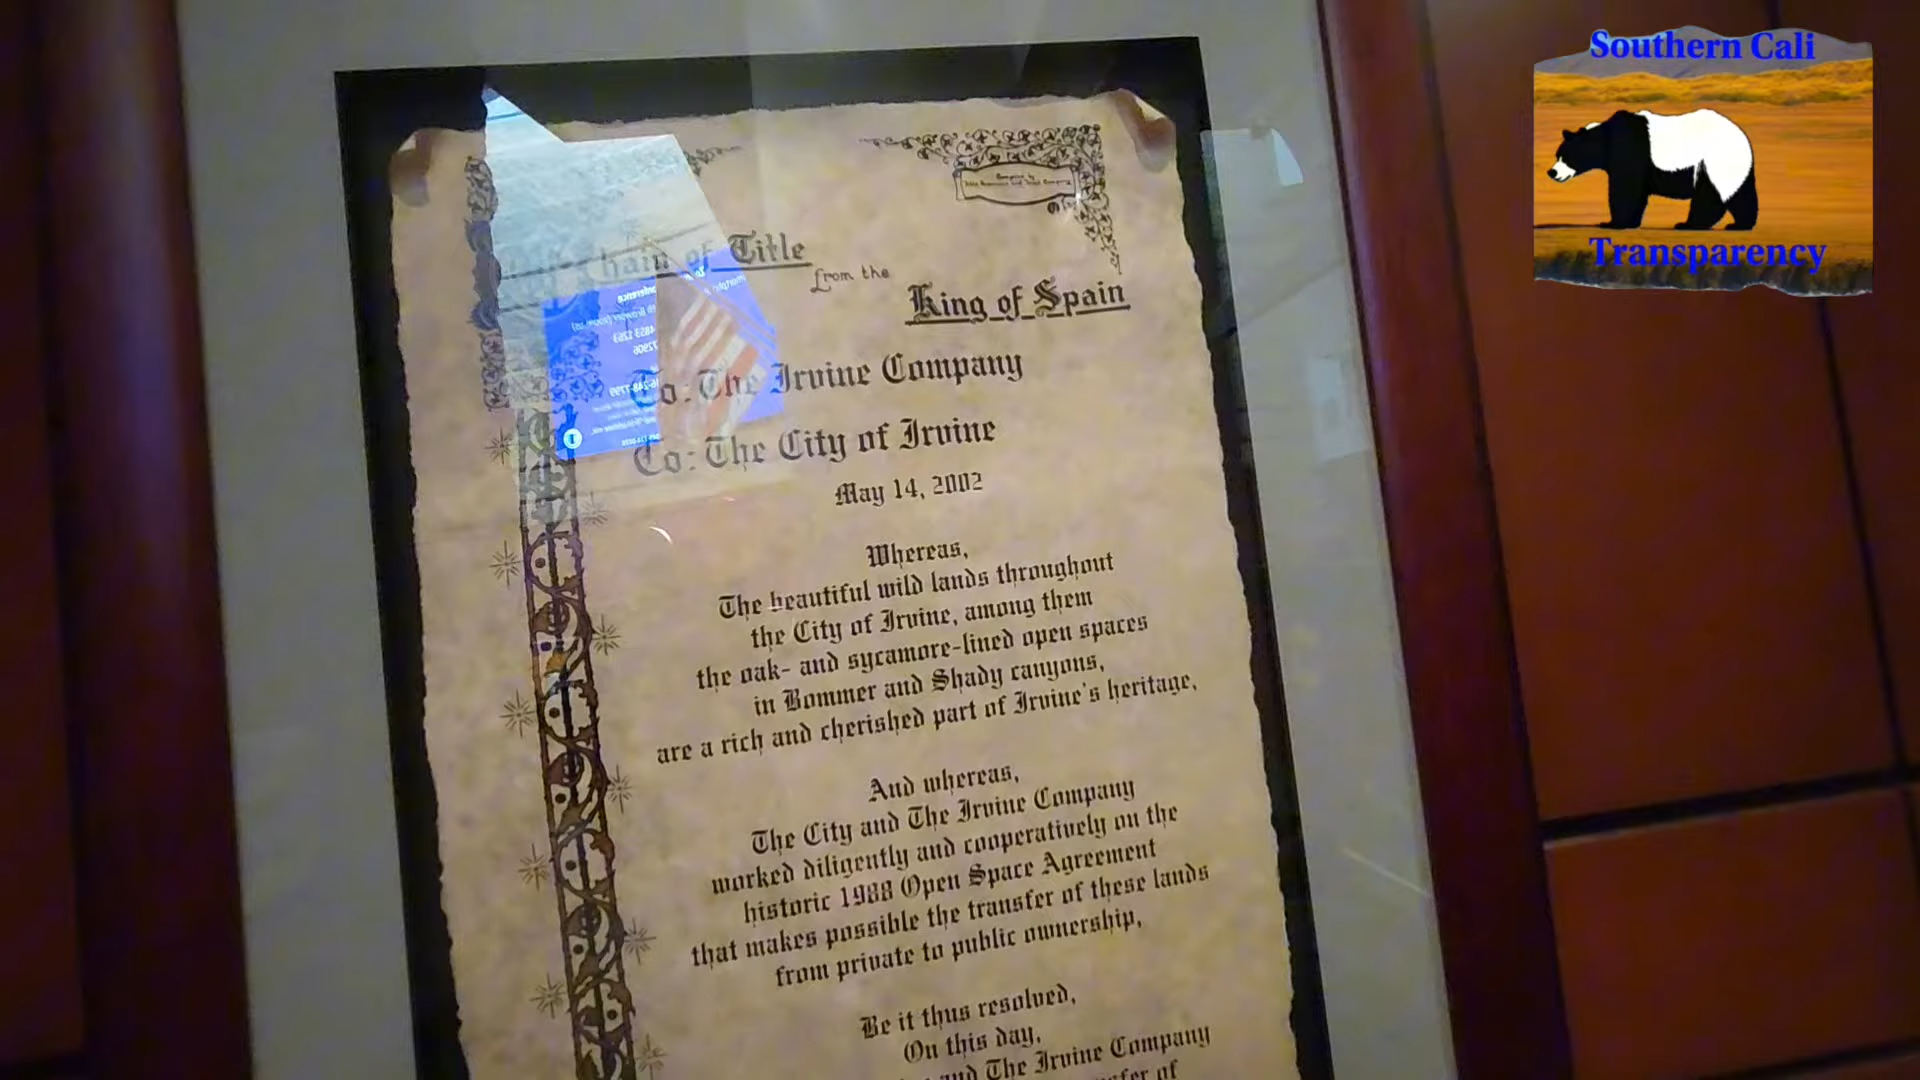 Southern Cali
Transparency
Chain of Title
from the
King of Spain
To: The Irvine Company
To: The City of Irvine
May 14, 2002
Whereas,
The beautiful wild lands throughout
the City of Irvine, among them
the oak- and sycamore-lined open spaces
in Bommer and Shady canyons,
are a rich and cherished part of Irvine's heritage,
And whereas,
The City and The Irvine Company
worked diligently and cooperatively on the
historic 1988 Open Space Agreement
that makes possible the transfer of these lands
from private to public ownership,
Be it thus resolved,
On this day,
and The Irvine Company
of